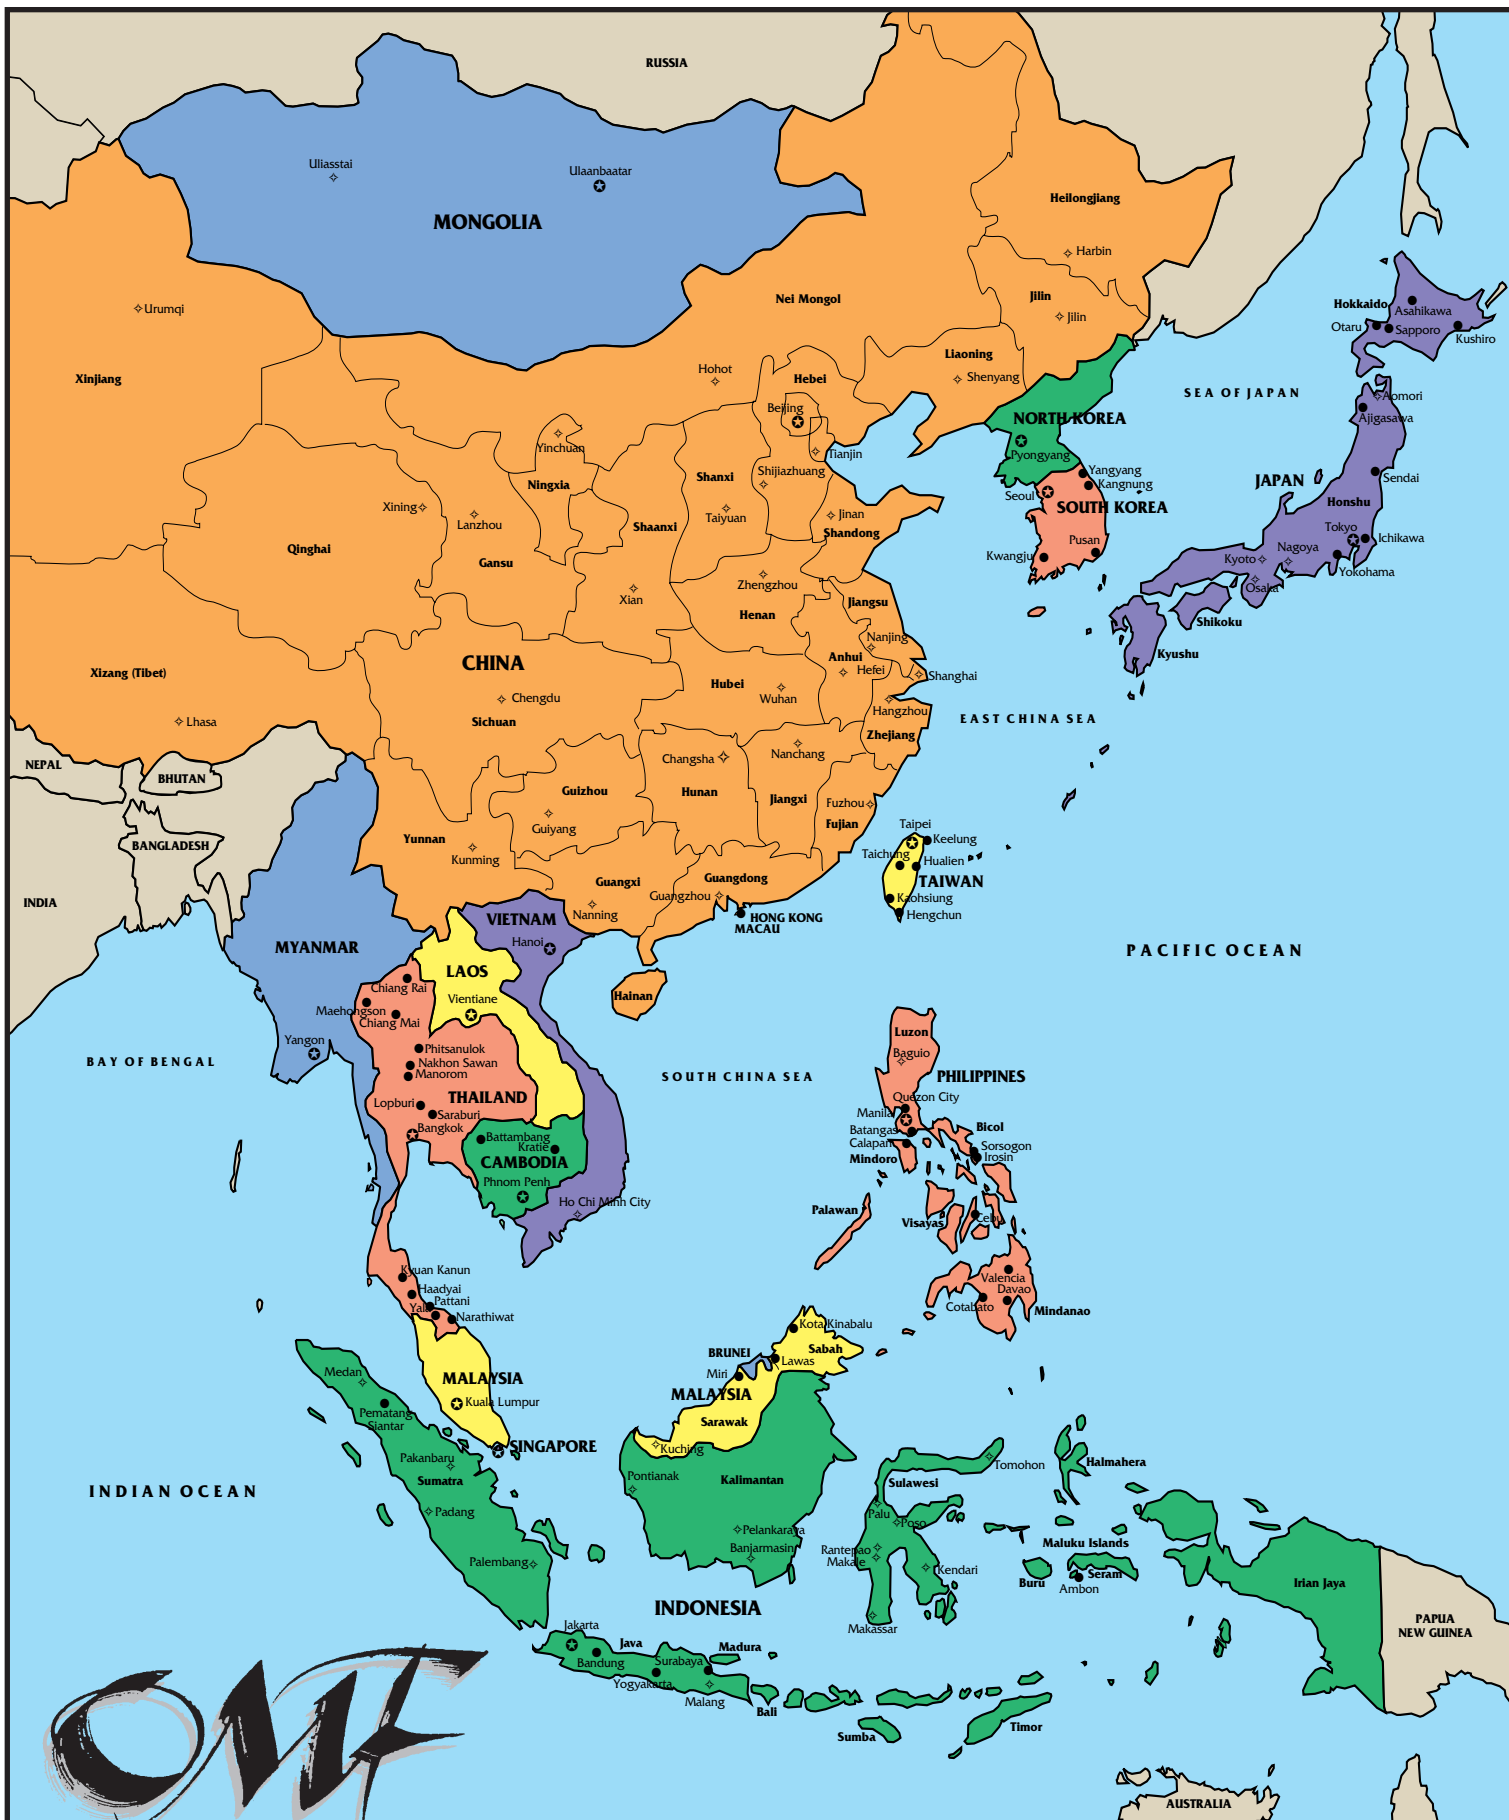 RUSSIA
Uliasstai
Ulaanbaatar
MONGOLIA
Heilongjiang
Harbin
Nei Mongol
Jilin
Jilin
Urumqi
Hokkaido
Asahikawa
Otaru
Sapporo
Kushiro
Xinjiang
Hohot
Hebei
Liaoning
Shenyang
SEA OF JAPAN
Aomori
Ajigasawa
Beijing
NORTH KOREA
Pyongyang
Yinchuan
Tianjin
Shijiazhuang
Yangyang
Kangnung
Sendai
JAPAN
Ningxia
Shanxi
Seoul
SOUTH KOREA
Honshu
Xining
Lanzhou
Taiyuan
Jinan
Shaanxi
Shandong
Tokyo
Ichikawa
Qinghai
Gansu
Pusan
Kwangju
Kyoto
Nagoya
Yokohama
Osaka
Zhengzhou
Xian
Henan
Jiangsu
Shikoku
Nanjing
Kyushu
CHINA
Anhui
Hefei
Shanghai
Xizang (Tibet)
Hubei
Wuhan
Chengdu
Hangzhou
Lhasa
Sichuan
EAST CHINA SEA
Zhejiang
Changsha
Nanchang
NEPAL
BHUTAN
Guizhou
Hunan
Jiangxi
Fuzhou
Guiyang
Fujian
Taipei
Keelung
Yunnan
BANGLADESH
Kunming
Taichung
Hualien
Guangxi
Guangdong
TAIWAN
Guangzhou
Kaohsiung
INDIA
Nanning
HONG KONG
MACAU
Hengchun
VIETNAM
Hanoi
MYANMAR
PACIFIC OCEAN
LAOS
Chiang Rai
Vientiane
Hainan
Maehongson
Chiang Mai
Luzon
Yangon
Phitsanulok
Baguio
BAY OF BENGAL
Nakhon Sawan
Manorom
SOUTH CHINA SEA
PHILIPPINES
THAILAND
Quezon City
Lopburi
Saraburi
Manila
Bangkok
Batangas
Bicol
Battambang
Kratie
Calapan
Sorsogon
Irosin
CAMBODIA
Mindoro
Phnom Penh
Ho Chi Minh City
Palawan
Visayas
Cebu
Kyuan Kanun
Valencia
Haadyai
Davao
Pattani
Yala
Narathiwat
Cotabato
Mindanao
Kota Kinabalu
Sabah
BRUNEI
Lawas
Medan
Miri
MALAYSIA
MALAYSIA
Kuala Lumpur
Pematang
Siantar
Sarawak
SINGAPORE
Kuching
Pakanbaru
Halmahera
Sumatra
Pontianak
Kalimantan
Tomohon
Sulawesi
INDIAN OCEAN
Padang
Palu
Poso
Pelankaraya
Banjarmasin
Rantepao
Makale
Maluku Islands
Palembang
Kendari
Buru
Seram
Ambon
Irian Jaya
INDONESIA
Makassar
PAPUA
NEW GUINEA
Jakarta
Java
Madura
Bandung
Surabaya
Yogyakarta
Malang
Bali
Sumba
Timor
OMF
AUSTRALIA